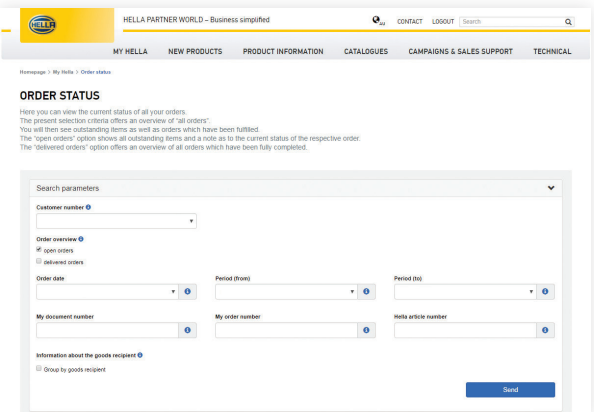 HELLA
HELLA PARTNER WORLD – Business simplified
AU
CONTACT LOGOUT Search
MY HELLA NEW PRODUCTS PRODUCT INFORMATION CATALOGUES CAMPAIGNS & SALES SUPPORT TECHNICAL
Homepage > My Hella > Order status
ORDER STATUS
Here you can view the current status of all your orders.
The present selection criteria offers an overview of "all orders".
You will then see outstanding items as well as orders which have been fulfilled.
The "open orders" option shows all outstanding items and a note as to the current status of the respective order.
The "delivered orders" option offers an overview of all orders which have been fully completed.
Search parameters
Customer number
Order overview
open orders
delivered orders
Order date Period (from) Period (to)
My document number My order number Hella article number
Information about the goods recipient
Group by goods recipient
Send